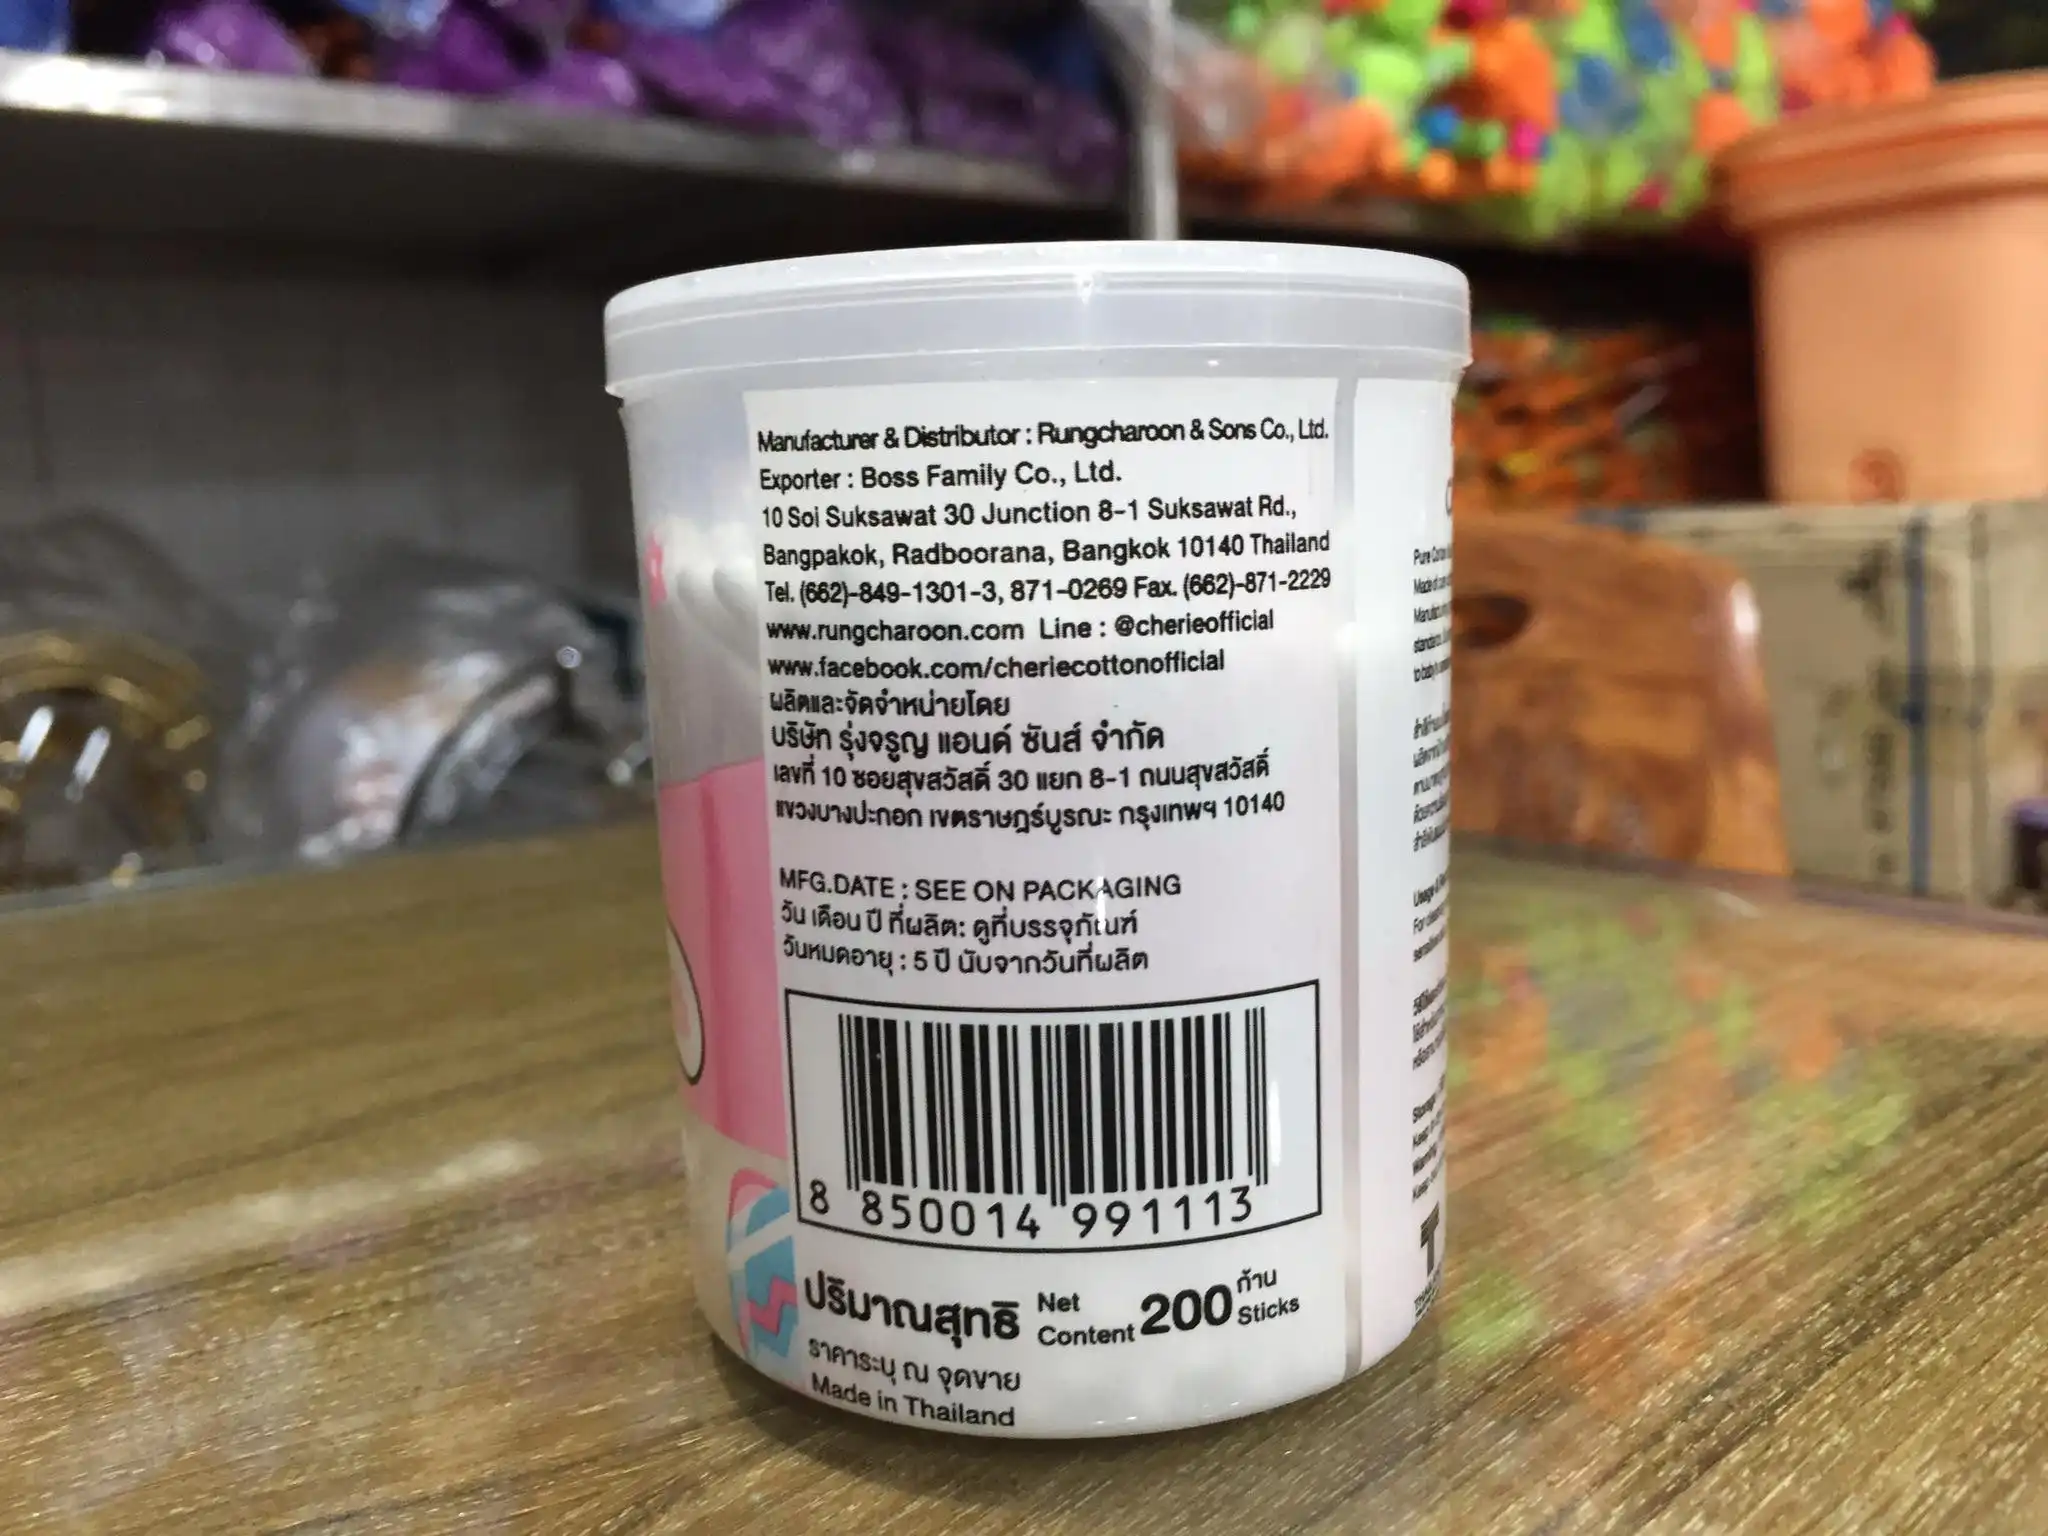 Manufacturer & Distributor : Rungcharoon & Sons Co., Ltd.
Exporter : Boss Family Co., Ltd.
10 Soi Suksawat 30 Junction 8-1 Suksawat Rd.,
Bangpakok, Radboorana, Bangkok 10140 Thailand
Tel. (662)-849-1301-3, 871-0269 Fax. (662)-871-2229
www.rungcharoon.com Line : @cherieofficial
www.facebook.com/cheriecottonofficial
ผลิตและจัดจำหน่ายโดย
บริษัท รุ่งจรูญ แอนด์ ซันส์ จำกัด
เลขที่ 10 ซอยสุขสวัสดิ์ 30 แยก 8-1 ถนนสุขสวัสดิ์
แขวงบางปะกอก เขตราษฎร์บูรณะ กรุงเทพฯ 10140
MFG.DATE : SEE ON PACKAGING
วัน เดือน ปี ที่ผลิต: ดูที่บรรจุภัณฑ์
วันหมดอายุ : 5 ปี นับจากวันที่ผลิต
8 850014 991113
ปริมาณสุทธิ Net Content 200 ก้าน Sticks
ราคาระบุ ณ จุดขาย
Made in Thailand